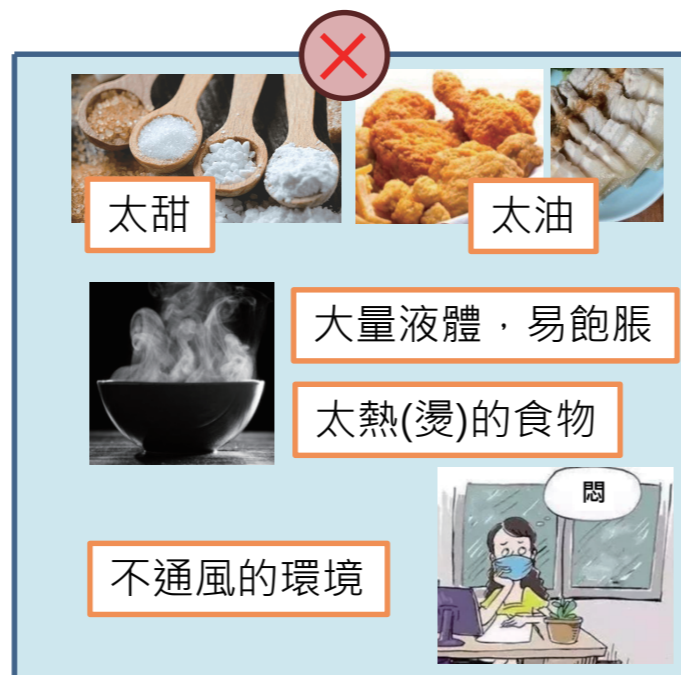 太甜
太油
大量液體，易飽脹
太熱(燙)的食物
悶
不通風的環境